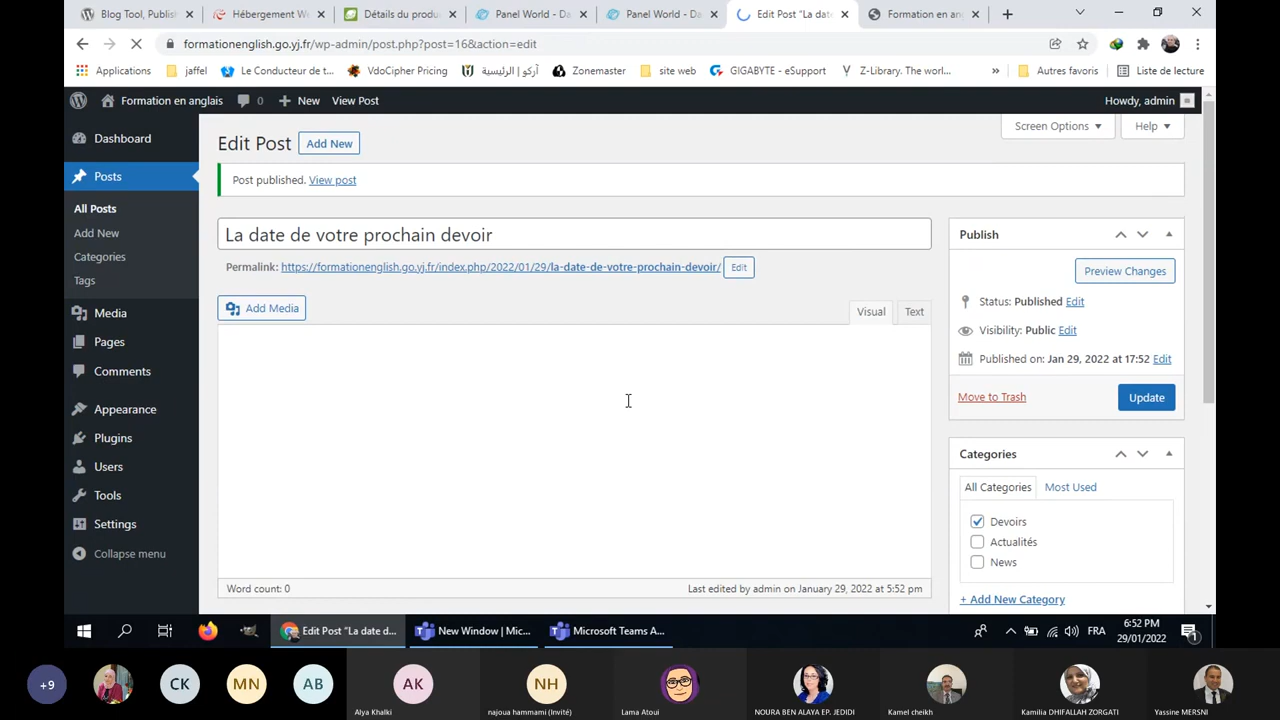 Blog Tool, Publish
Hébergement We
Détails du produ
Panel World - Da
Panel World - Da
Edit Post “La date
Formation en ang
formationenglish.go.yj.fr/wp-admin/post.php?post=16&action=edit
Applications
jaffel
Le Conducteur de t...
VdoCipher Pricing
آركو | الرئيسية
Zonemaster
site web
GIGABYTE - eSupport
Z-Library. The worl...
»
Autres favoris
Liste de lecture
Formation en anglais
0
New
View Post
Howdy, admin
Screen Options
Help
Dashboard
Posts
All Posts
Add New
Categories
Tags
Media
Pages
Comments
Appearance
Plugins
Users
Tools
Settings
Collapse menu
Edit Post
Add New
Post published. View post
La date de votre prochain devoir
Permalink: https://formationenglish.go.yj.fr/index.php/2022/01/29/la-date-de-votre-prochain-devoir/ Edit
Add Media
Visual
Text
Word count: 0
Last edited by admin on January 29, 2022 at 5:52 pm
Publish
Preview Changes
Status: Published Edit
Visibility: Public Edit
Published on: Jan 29, 2022 at 17:52 Edit
Move to Trash
Update
Categories
All Categories
Most Used
Devoirs
Actualités
News
+ Add New Category
Edit Post "La date d...
New Window | Mic...
Microsoft Teams A...
FRA
6:52 PM
29/01/2022
1
+9
CK
MN
AB
AK
Alya Khalki
NH
najoua hammami (Invité)
Lama Atoui
NOURA BEN ALAYA EP. JEDIDI
Kamel cheikh
Kamilia DHIFALLAH ZORGATI
Yassine MERSNI